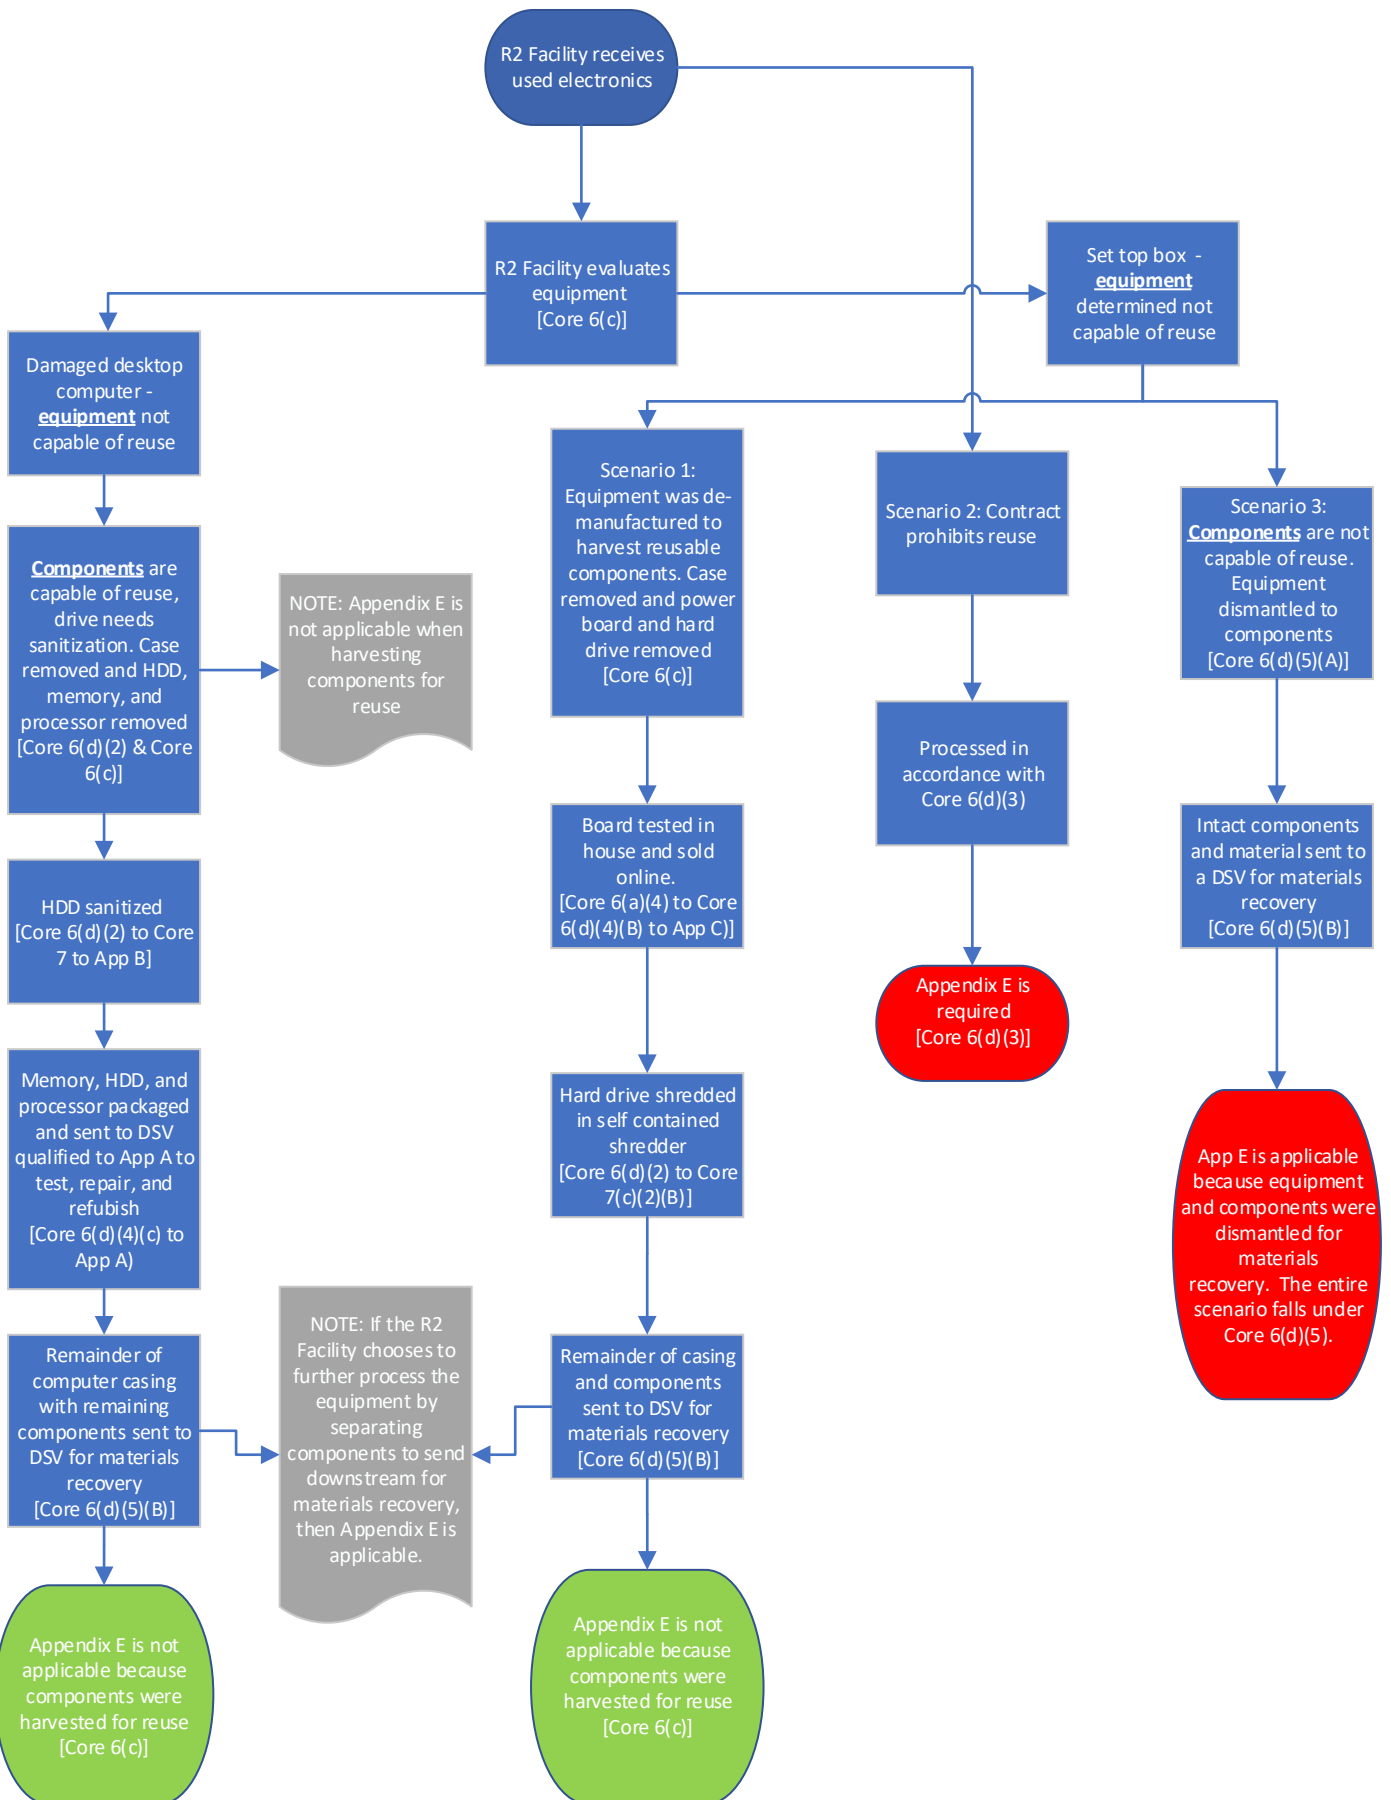 R2 Facility receives
used electronics
R2 Facility evaluates
equipment
[Core 6(c)]
Set top box -
equipment
determined not
capable of reuse
Damaged desktop
computer -
equipment not
capable of reuse
Components are
capable of reuse,
drive needs
sanitization. Case
removed and HDD,
memory, and
processor removed
[Core 6(d)(2) & Core
6(c)]
NOTE: Appendix E is
not applicable when
harvesting
components for
reuse
HDD sanitized
[Core 6(d)(2) to Core
7 to App B]
Memory, HDD, and
processor packaged
and sent to DSV
qualified to App A to
test, repair, and
refubish
[Core 6(d)(4)(c) to
App A)
Remainder of
computer casing
with remaining
components sent to
DSV for materials
recovery
[Core 6(d)(5)(B)]
NOTE: If the R2
Facility chooses to
further process the
equipment by
separating
components to send
downstream for
materials recovery,
then Appendix E is
applicable.
Appendix E is not
applicable because
components were
harvested for reuse
[Core 6(c)]
Scenario 1:
Equipment was de-
manufactured to
harvest reusable
components. Case
removed and power
board and hard
drive removed
[Core 6(c)]
Board tested in
house and sold
online.
[Core 6(a)(4) to Core
6(d)(4)(B) to App C)]
Hard drive shredded
in self contained
shredder
[Core 6(d)(2) to Core
7(c)(2)(B)]
Remainder of casing
and components
sent to DSV for
materials recovery
[Core 6(d)(5)(B)]
Appendix E is not
applicable because
components were
harvested for reuse
[Core 6(c)]
Scenario 2: Contract
prohibits reuse
Processed in
accordance with
Core 6(d)(3)
Appendix E is
required
[Core 6(d)(3)]
Scenario 3:
Components are not
capable of reuse.
Equipment
dismantled to
components
[Core 6(d)(5)(A)]
Intact components
and material sent to
a DSV for materials
recovery
[Core 6(d)(5)(B)]
App E is applicable
because equipment
and components were
dismantled for
materials
recovery. The entire
scenario falls under
Core 6(d)(5).